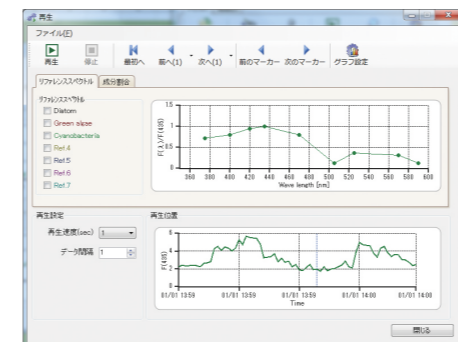 再生
ファイル(F)
再生 停止 最初へ 前へ(1) 次へ(1) 前のマーカー 次のマーカー グラフ設定
リファレンススペクトル 成分割合
リファレンススペクトル
Diatom
Green algae
Cyanobacteria
Ref.4
Ref.5
Ref.6
Ref.7
F(λ)/F(435)
1.5
1
0.5
0
360 380 400 420 440 460 480 500 520 540 560 580 600
Wave length [nm]
再生設定
再生速度(sec) 1
データ間隔 1
再生位置
F(435)
6
4
2
0
01/01 13:59 01/01 13:59 01/01 13:59 01/01 14:00 01/01 14:00
Time
閉じる